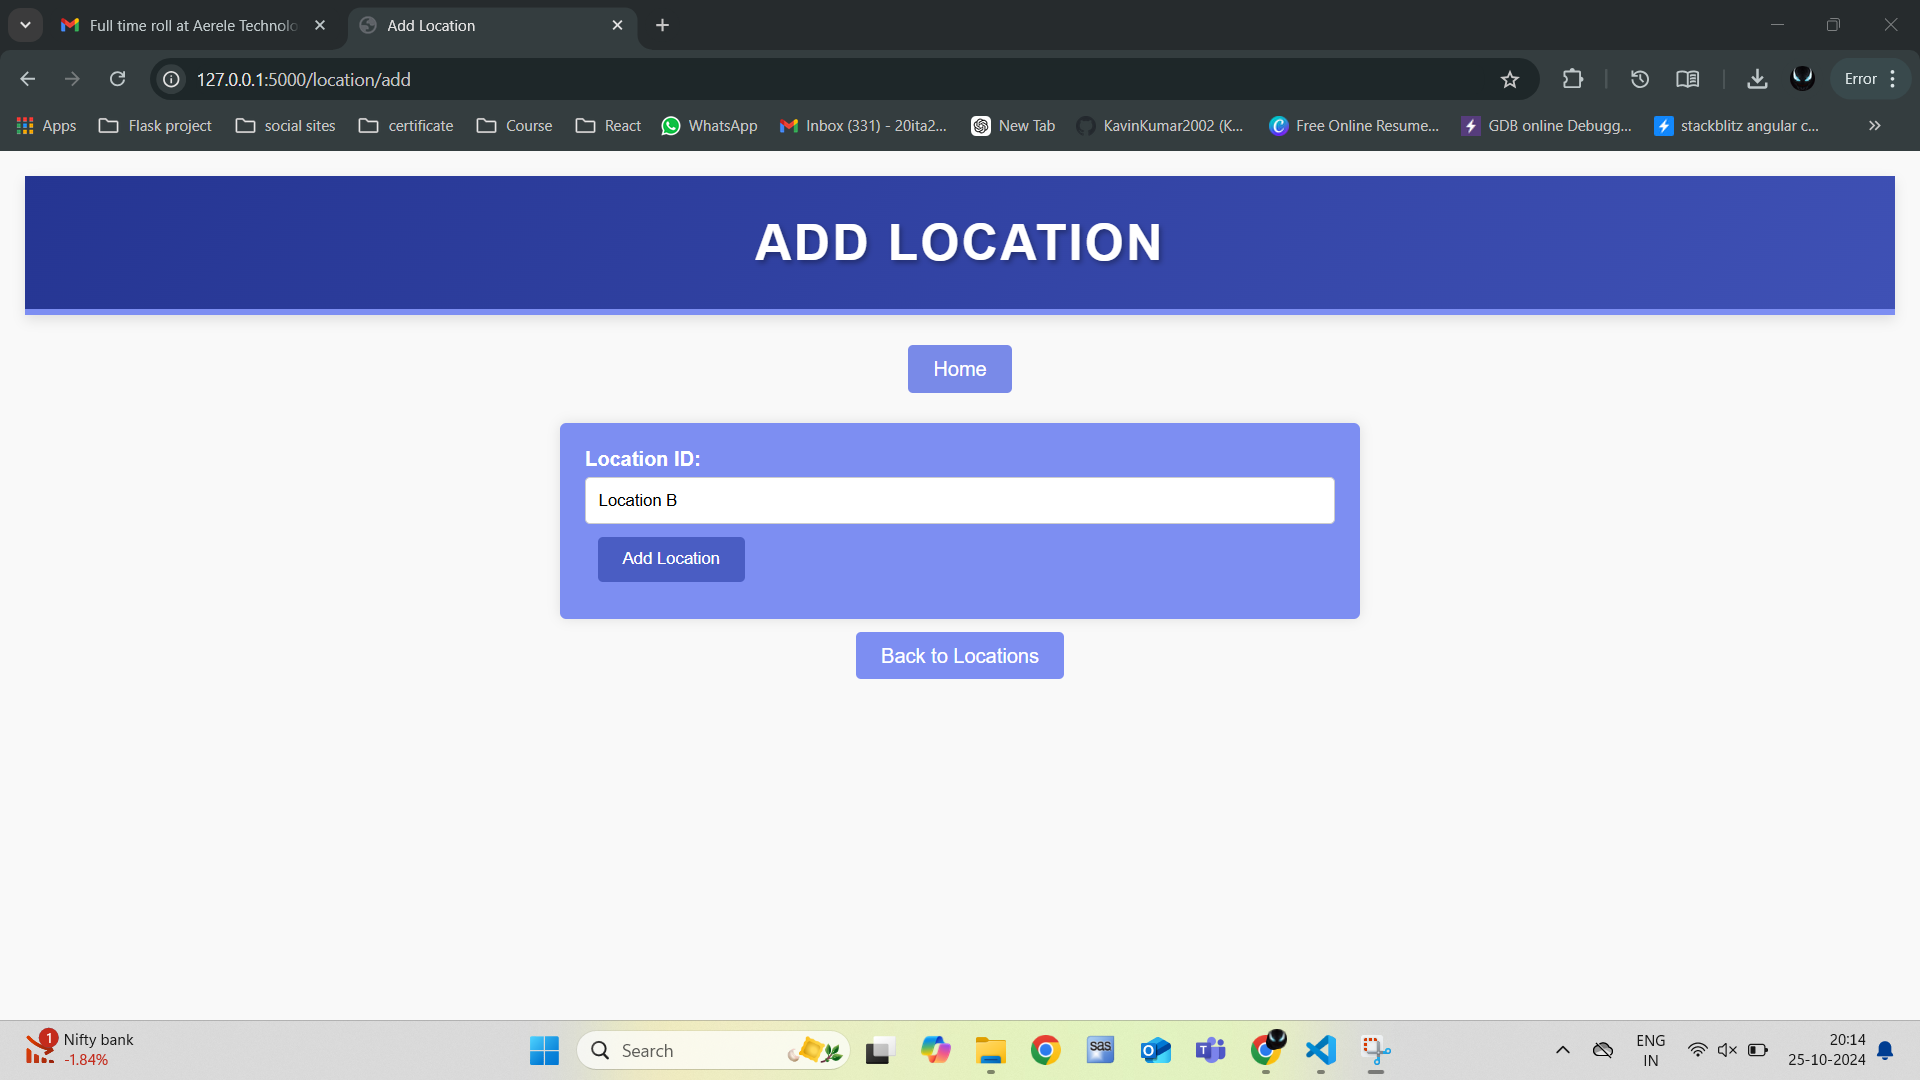 Full time roll at Aerele Technolo
Add Location
127.0.0.1:5000/location/add
Error
Apps Flask project social sites certificate Course React WhatsApp Inbox (331) - 20ita2... New Tab KavinKumar2002 (K... Free Online Resume... GDB online Debugg... stackblitz angular c...
ADD LOCATION
Home
Location ID:
Location B
Add Location
Back to Locations
1
Nifty bank
-1.84%
Search
sas
ENG
IN
20:14
25-10-2024